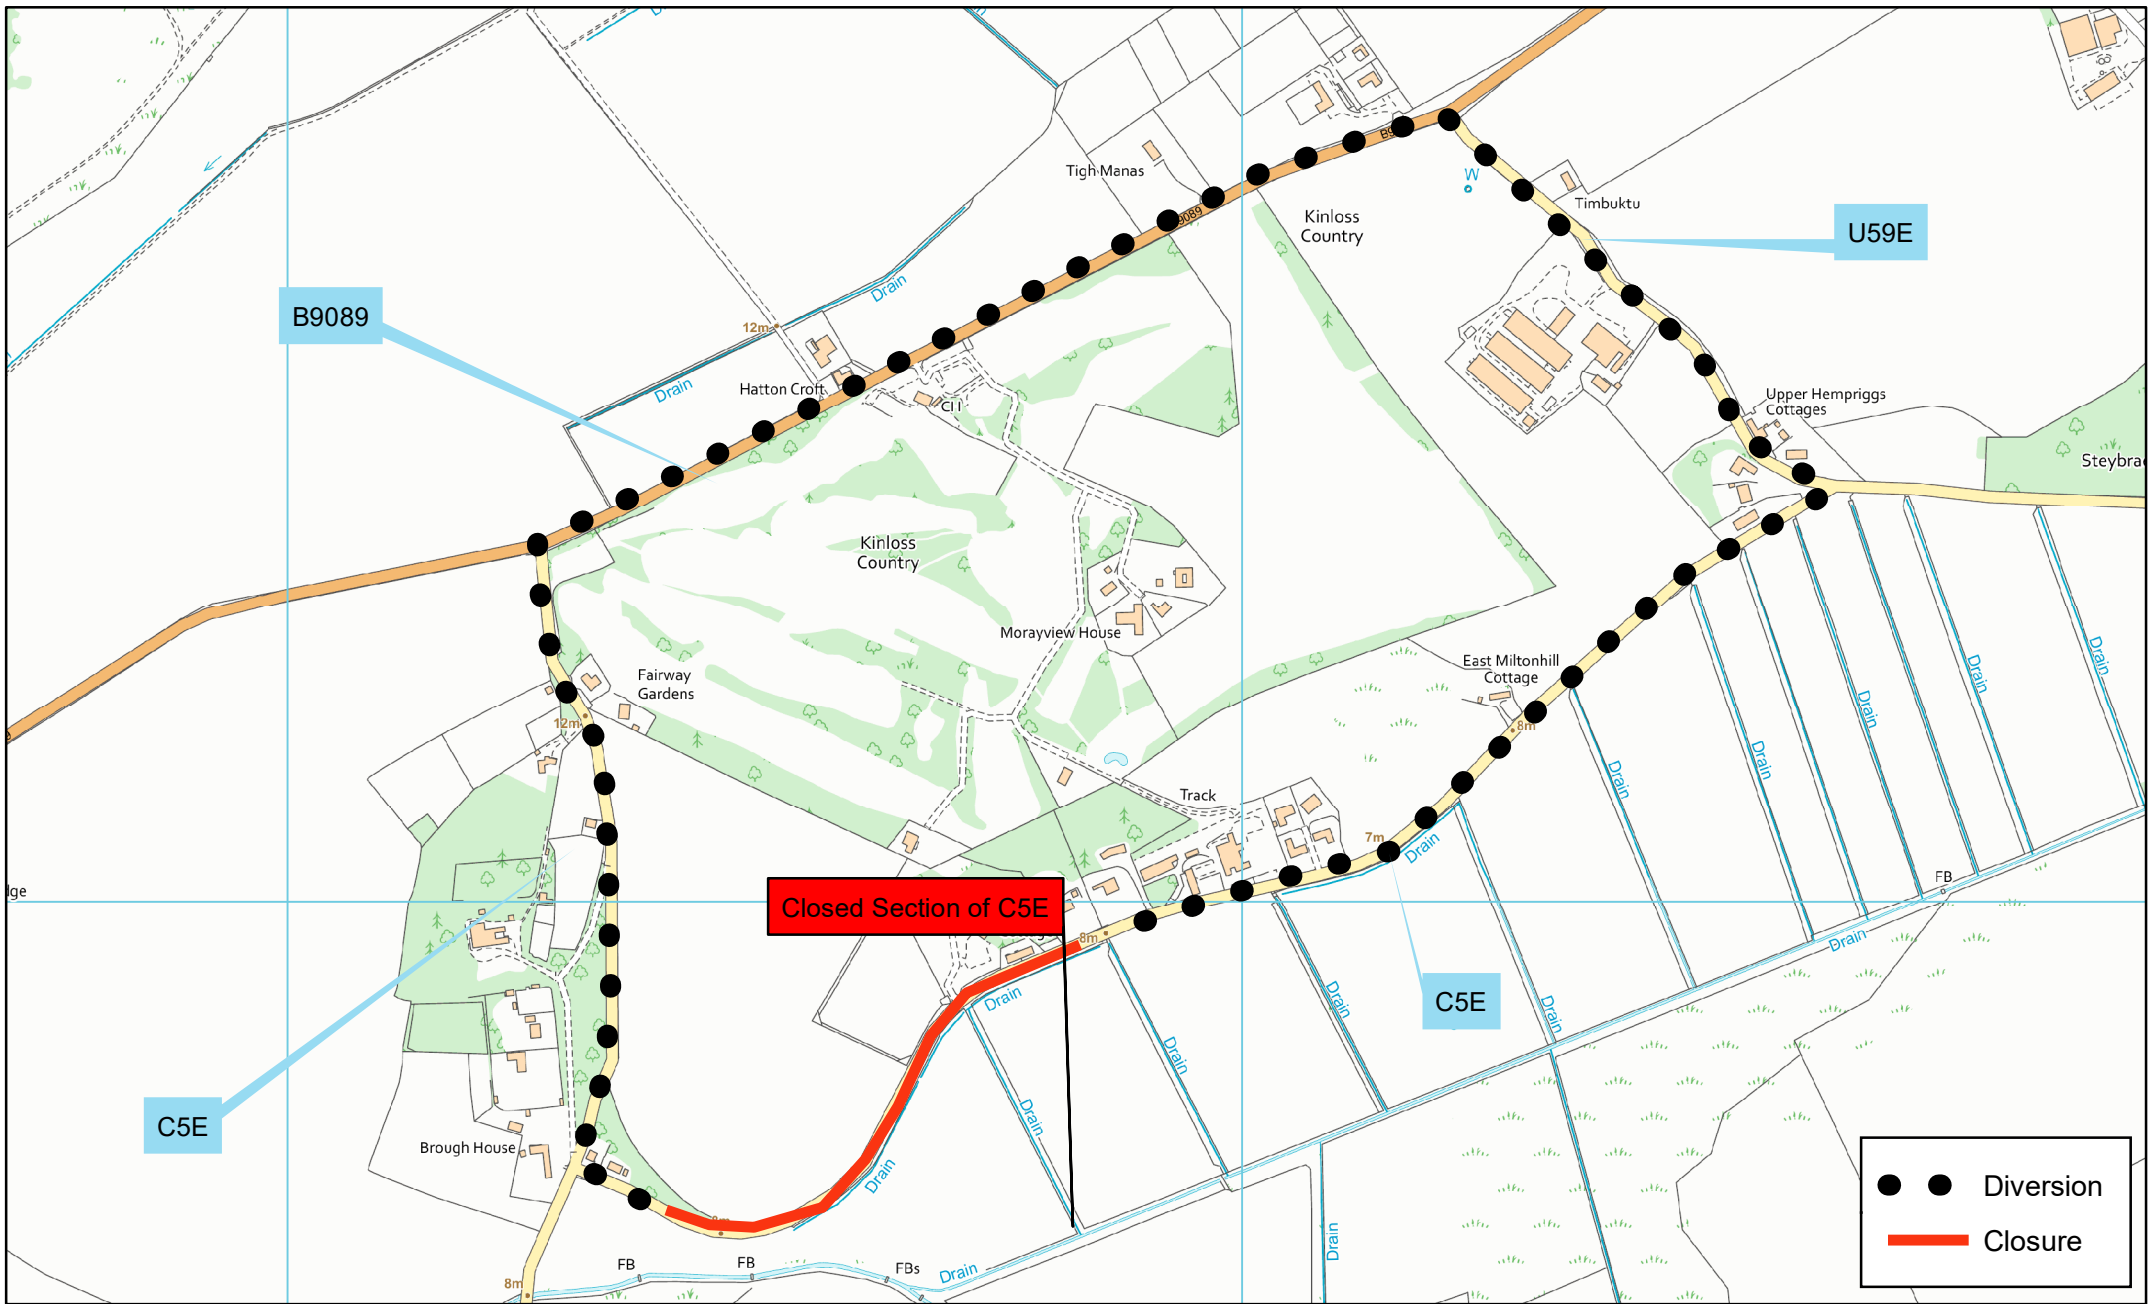 Tigh Manas
B9089
W
Timbuktu
Kinloss
Country
U59E
B9089
Drain
12m
Drain
Hatton Croft
Upper Hempriggs
Cottages
Kinloss
Country
Morayview House
Fairway
Gardens
12m
East Miltonhill
Cottage
8m
Drain
Drain
Drain
Drain
Drain
Track
7m
Drain
FB
Closed Section of C5E
8m
Drain
Drain
Drain
Drain
Drain
Drain
Drain
C5E
C5E
Brough House
Drain
8m
FB
FB
FBs
Drain
Diversion
Closure